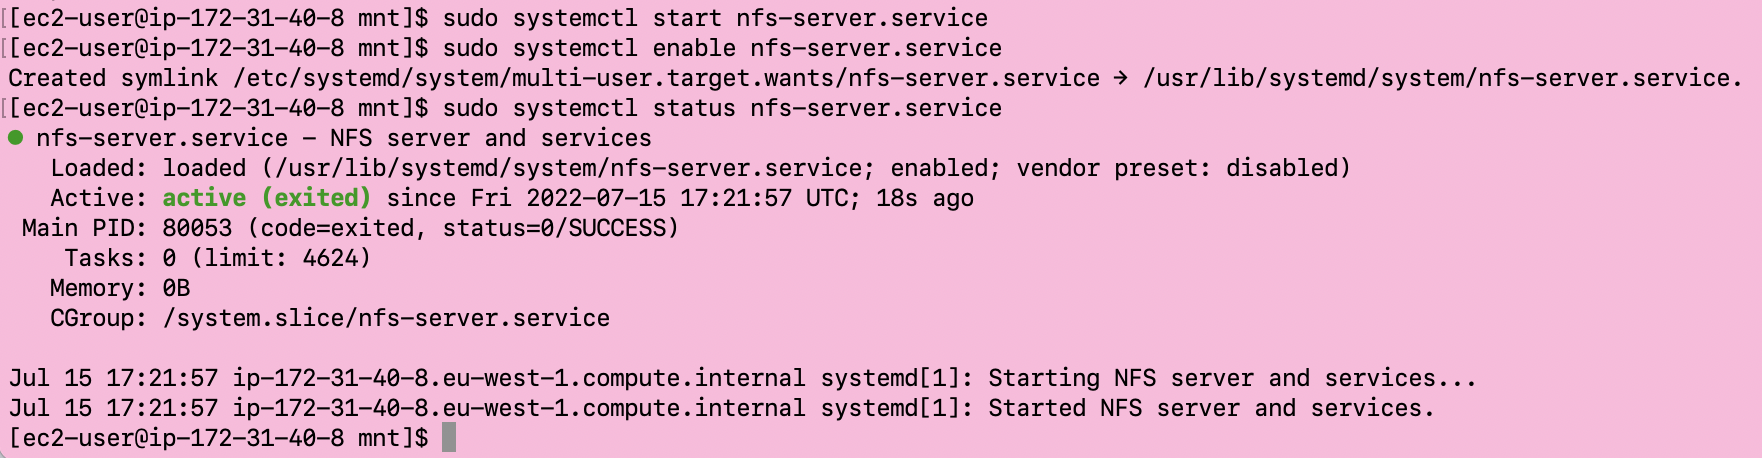 [[ec2-user@ip-172-31-40-8 mnt]$ sudo systemctl start nfs-server.service
[[ec2-user@ip-172-31-40-8 mnt]$ sudo systemctl enable nfs-server.service
Created symlink /etc/systemd/system/multi-user.target.wants/nfs-server.service → /usr/lib/systemd/system/nfs-server.service.
[[ec2-user@ip-172-31-40-8 mnt]$ sudo systemctl status nfs-server.service
● nfs-server.service - NFS server and services
   Loaded: loaded (/usr/lib/systemd/system/nfs-server.service; enabled; vendor preset: disabled)
   Active: active (exited) since Fri 2022-07-15 17:21:57 UTC; 18s ago
 Main PID: 80053 (code=exited, status=0/SUCCESS)
    Tasks: 0 (limit: 4624)
   Memory: 0B
   CGroup: /system.slice/nfs-server.service

Jul 15 17:21:57 ip-172-31-40-8.eu-west-1.compute.internal systemd[1]: Starting NFS server and services...
Jul 15 17:21:57 ip-172-31-40-8.eu-west-1.compute.internal systemd[1]: Started NFS server and services.
[ec2-user@ip-172-31-40-8 mnt]$